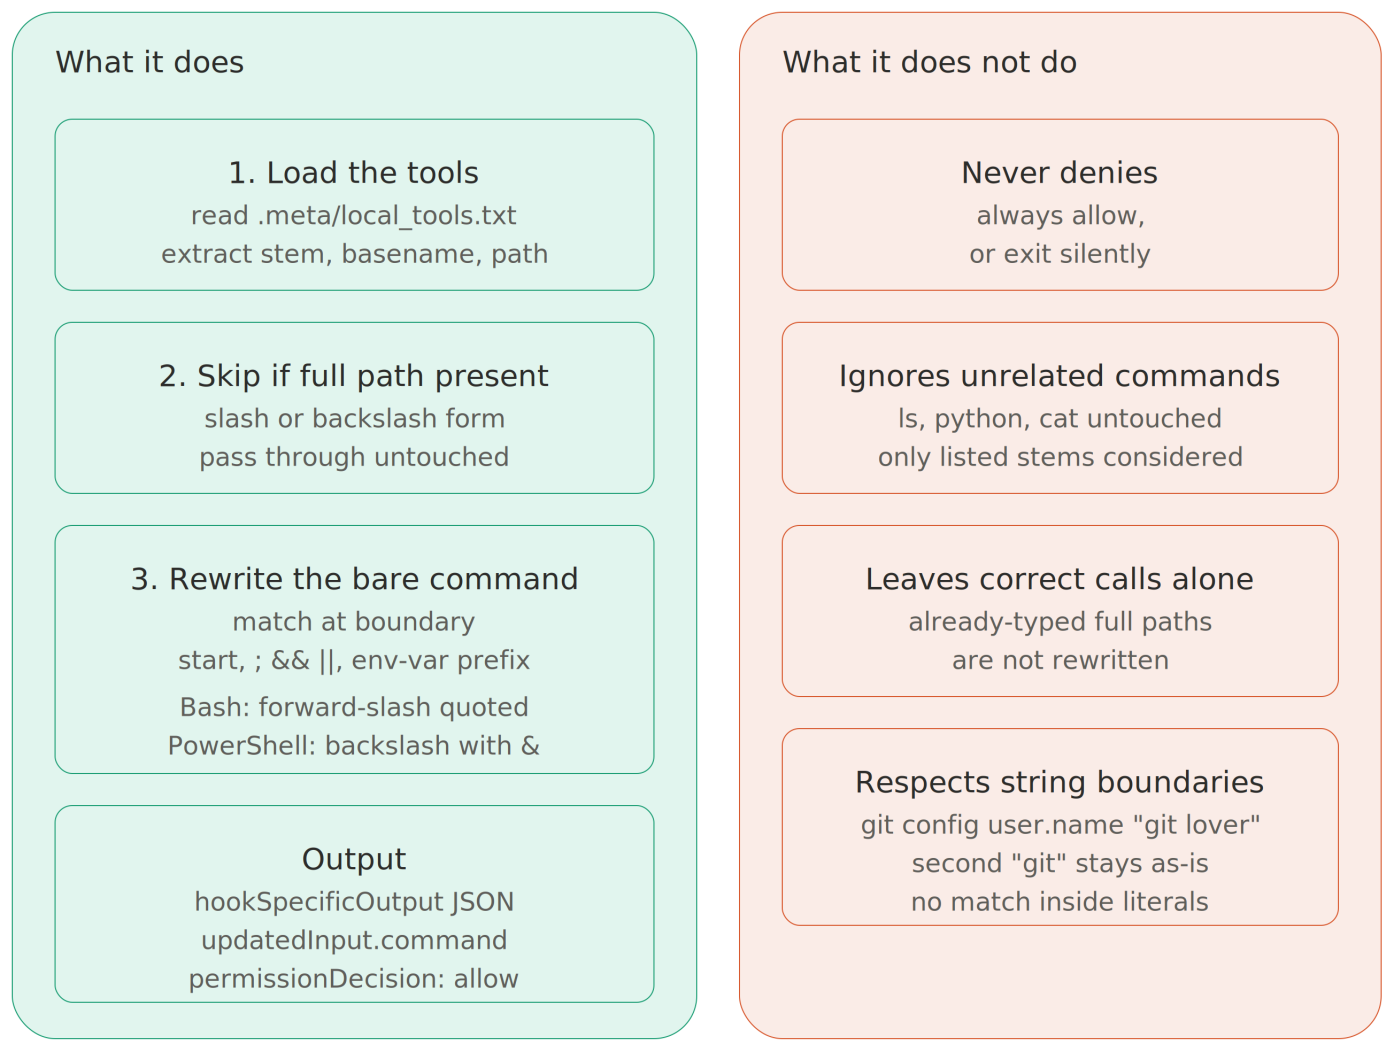 What it does
1. Load the tools
read .meta/local_tools.txt
extract stem, basename, path
2. Skip if full path present
slash or backslash form
pass through untouched
3. Rewrite the bare command
match at boundary
start, ; && ||, env-var prefix
Bash: forward-slash quoted
PowerShell: backslash with &
Output
hookSpecificOutput JSON
updatedInput.command
permissionDecision: allow
What it does not do
Never denies
always allow,
or exit silently
Ignores unrelated commands
ls, python, cat untouched
only listed stems considered
Leaves correct calls alone
already-typed full paths
are not rewritten
Respects string boundaries
git config user.name "git lover"
second "git" stays as-is
no match inside literals